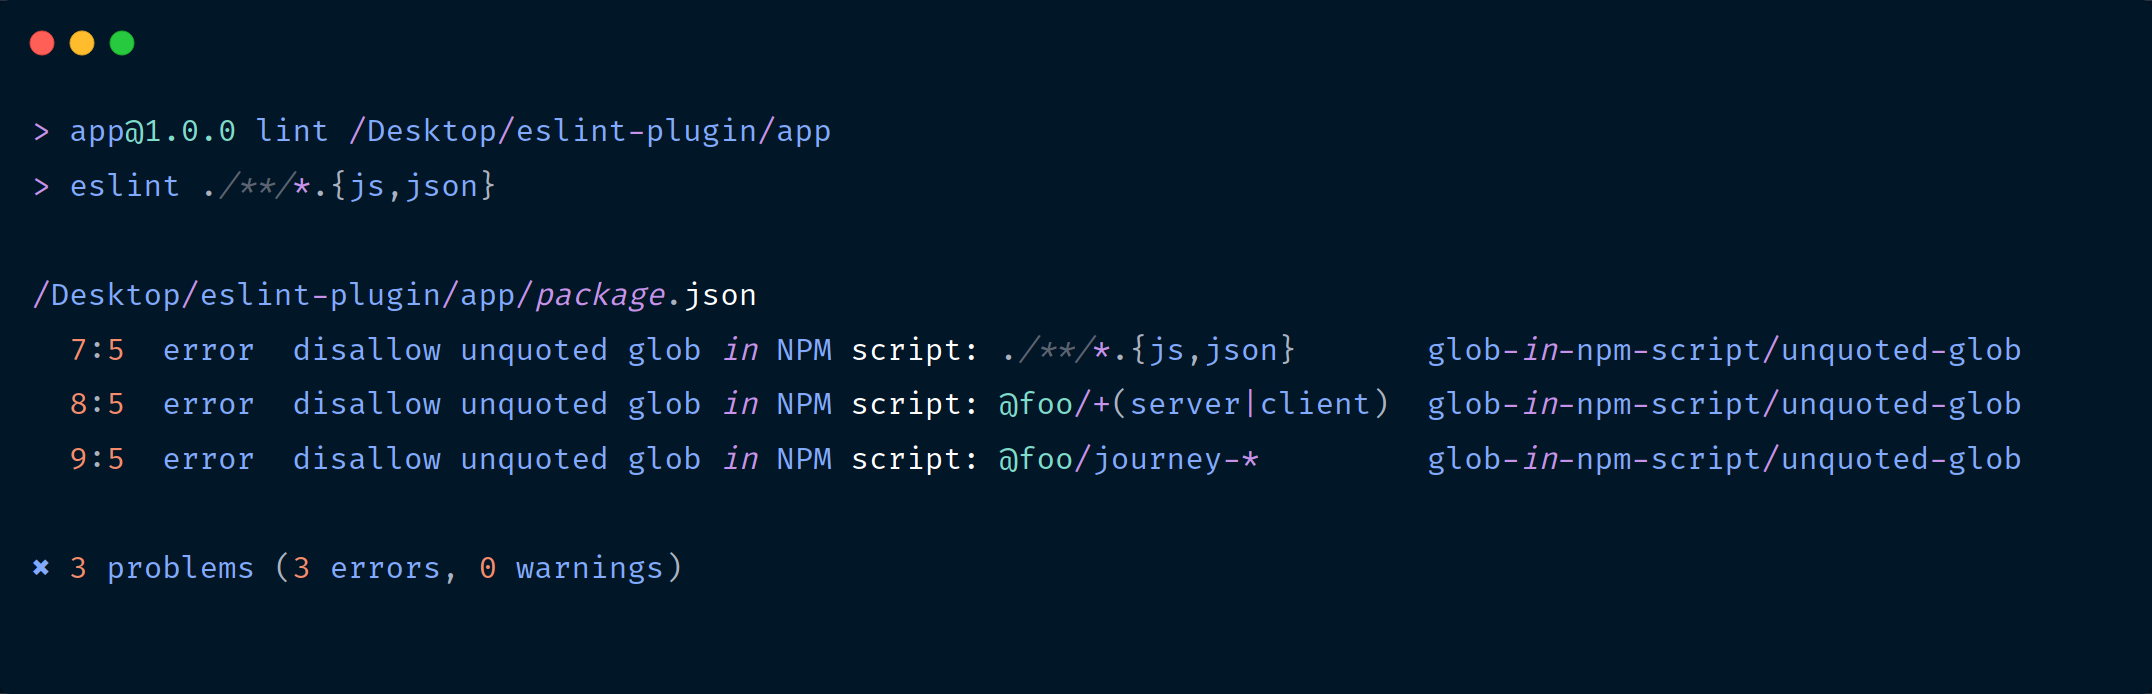 > app@1.0.0 lint /Desktop/eslint-plugin/app
> eslint ./**/*.{js,json}
/Desktop/eslint-plugin/app/package.json
7:5 error disallow unquoted glob in NPM script: ./**/*.{js,json} glob-in-npm-script/unquoted-glob
8:5 error disallow unquoted glob in NPM script: @foo/+(server|client) glob-in-npm-script/unquoted-glob
9:5 error disallow unquoted glob in NPM script: @foo/journey-* glob-in-npm-script/unquoted-glob
✖ 3 problems (3 errors, 0 warnings)